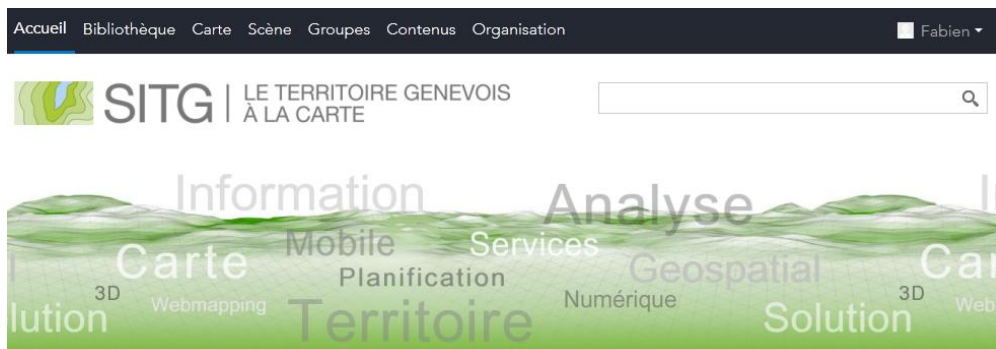 Accueil Bibliothèque Carte Scène Groupes Contenus Organisation Fabien
SITG | LE TERRITOIRE GENEVOIS
À LA CARTE
Information Analyse
Mobile Services
Carte Planification Geospatial Car
3D Webmapping Numérique 3D Web
lution Territoire Solution